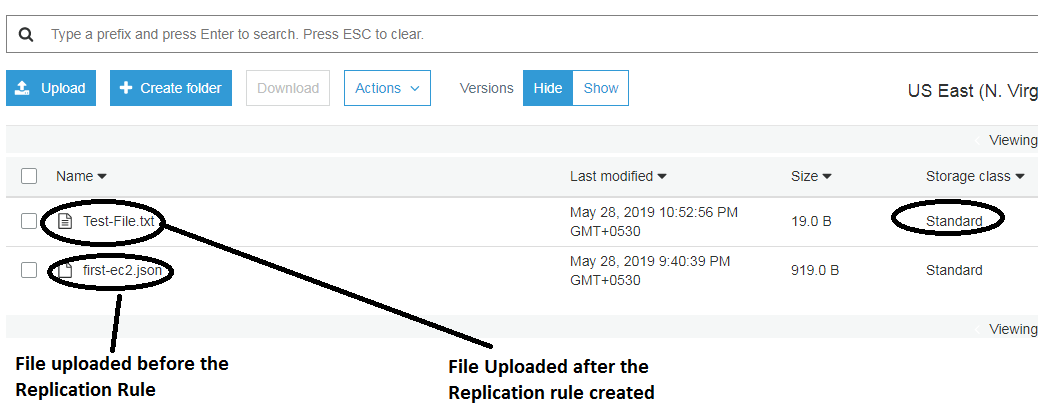 Type a prefix and press Enter to search. Press ESC to clear.
Upload Create folder Download Actions Versions Hide Show
US East (N. Virg
Viewing
Name Last modified Size Storage class
Test-File.txt May 28, 2019 10:52:56 PM GMT+0530 19.0 B Standard
first-ec2.json May 28, 2019 9:40:39 PM GMT+0530 919.0 B Standard
Viewing
File uploaded before the
Replication Rule
File Uploaded after the
Replication rule created